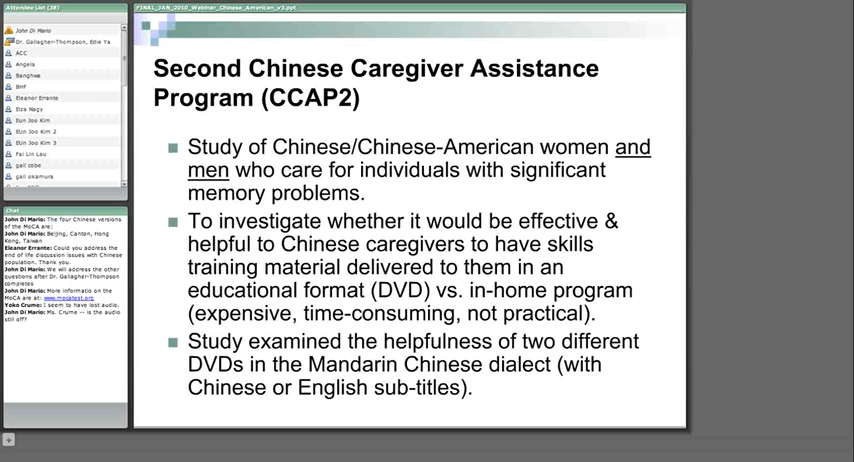 Attendee List (38)
John Di Mario
Dr. Gallagher-Thompson, Edie Ya
ACC
Angela
Banghwa
BHF
Eleanor Errante
Elza Nagy
Eun Joo Kim
EUn Joo Kim 2
EUn Joo Kim 3
Fai Lin Lau
gail cobe
gail okamura
Chat
John Di Mario: The four Chinese versions
of the MoCA are:
John Di Mario: Beijing, Canton, Hong
Kong, Taiwan
Eleanor Errante: Could you address the
end of life discussion issues with Chinese
population. Thank you.
John Di Mario: We will address the other
questions after Dr. Gallagher-Thompson
completes
John Di Mario: More informatio on the
MoCA are at: www.mocatest.org
Yoko Crume: I seem to have lost audio.
John Di Mario: Ms. Crume -- is the audio
still off?
FINAL_JAN_2010_Webinar_Chinese_American_v3.ppt
Second Chinese Caregiver Assistance
Program (CCAP2)
Study of Chinese/Chinese-American women and
men who care for individuals with significant
memory problems.
To investigate whether it would be effective &
helpful to Chinese caregivers to have skills
training material delivered to them in an
educational format (DVD) vs. in-home program
(expensive, time-consuming, not practical).
Study examined the helpfulness of two different
DVDs in the Mandarin Chinese dialect (with
Chinese or English sub-titles).